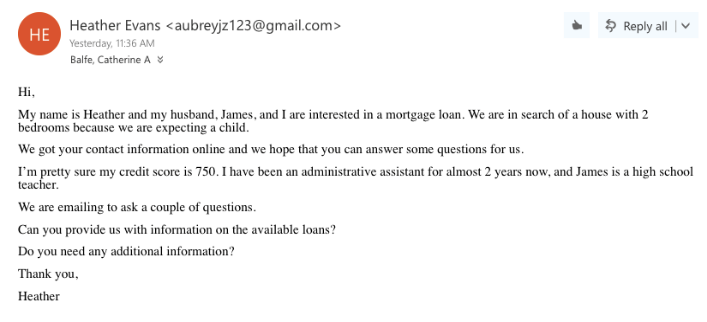 HE
Heather Evans <aubreyjz123@gmail.com>
Reply all
Yesterday, 11:36 AM
Balfe, Catherine A
Hi,
My name is Heather and my husband, James, and I are interested in a mortgage loan. We are in search of a house with 2
bedrooms because we are expecting a child.
We got your contact information online and we hope that you can answer some questions for us.
I'm pretty sure my credit score is 750. I have been an administrative assistant for almost 2 years now, and James is a high school
teacher.
We are emailing to ask a couple of questions.
Can you provide us with information on the available loans?
Do you need any additional information?
Thank you,
Heather